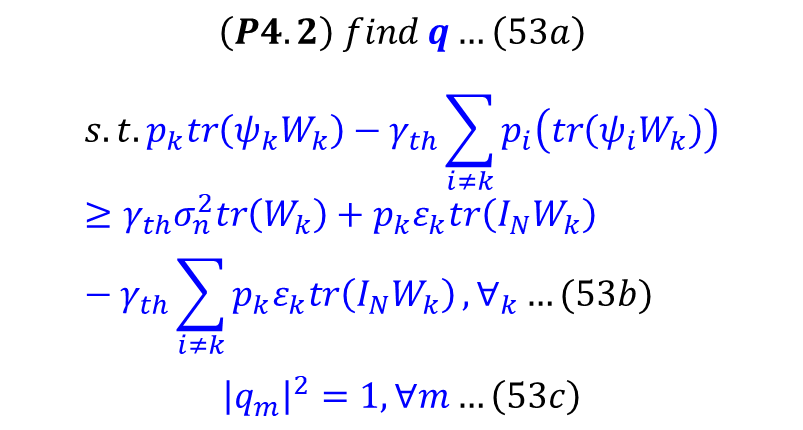 (P4.2) find q ... (53a)
s.t. p_k tr(ψ_k W_k) − γ_th ∑_{i≠k} p_i(tr(ψ_i W_k))
≥ γ_th σ_n^2 tr(W_k) + p_k ε_k tr(I_N W_k)
− γ_th ∑_{i≠k} p_k ε_k tr(I_N W_k) , ∀_k ... (53b)
|q_m|^2 = 1, ∀m ... (53c)